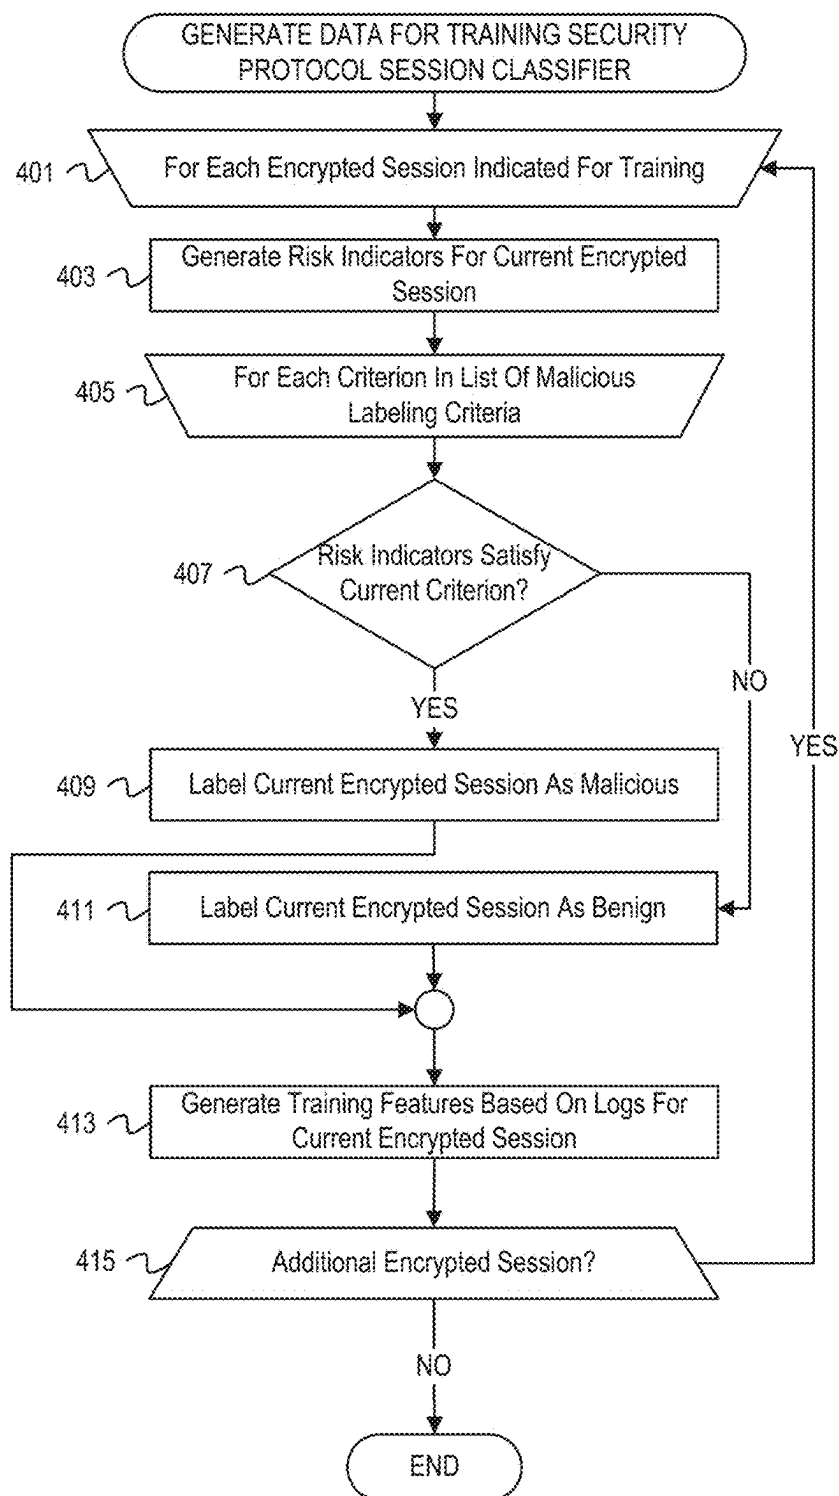 GENERATE DATA FOR TRAINING SECURITY
PROTOCOL SESSION CLASSIFIER
401
For Each Encrypted Session Indicated For Training
403
Generate Risk Indicators For Current Encrypted
Session
405
For Each Criterion In List Of Malicious
Labeling Criteria
407
Risk Indicators Satisfy
Current Criterion?
NO
YES
YES
409
Label Current Encrypted Session As Malicious
411
Label Current Encrypted Session As Benign
413
Generate Training Features Based On Logs For
Current Encrypted Session
415
Additional Encrypted Session?
NO
END